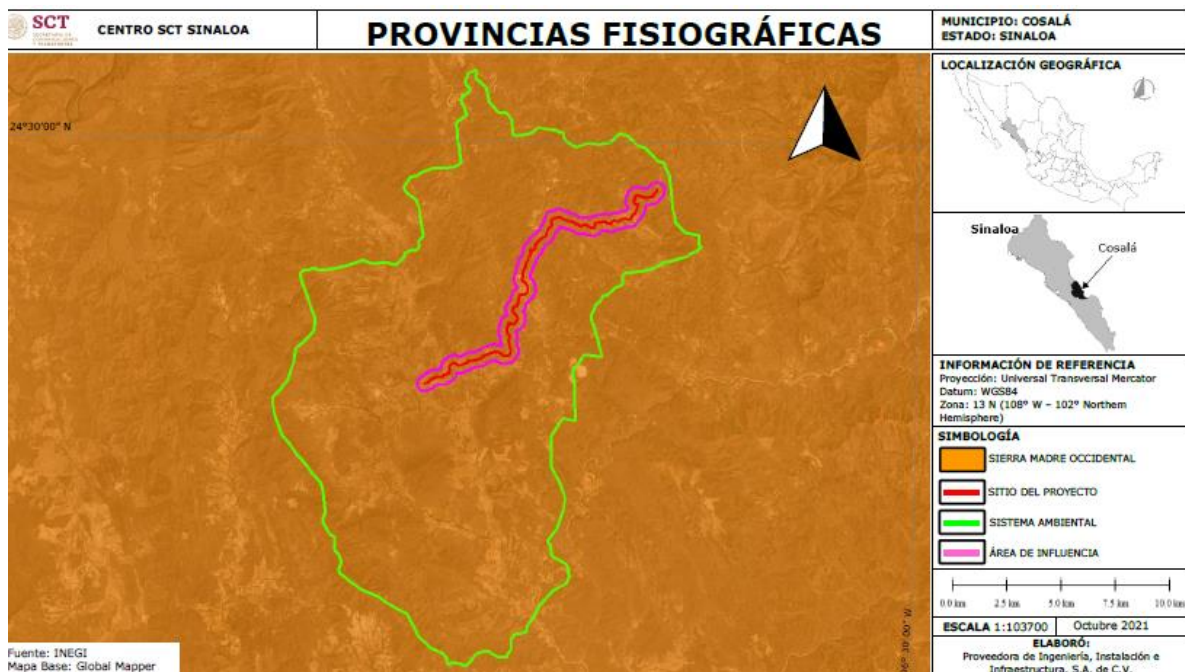 SCT
SECRETARÍA DE
COMUNICACIONES
Y TRANSPORTES
CENTRO SCT SINALOA
PROVINCIAS FISIOGRÁFICAS
MUNICIPIO: COSALÁ
ESTADO: SINALOA
24°30'00" N
LOCALIZACIÓN GEOGRÁFICA
Sinaloa
Cosalá
INFORMACIÓN DE REFERENCIA
Proyección: Universal Transversal Mercator
Datum: WGS84
Zona: 13 N (108° W - 102° Northern
Hemisphere)
SIMBOLOGÍA
SIERRA MADRE OCCIDENTAL
SITIO DEL PROYECTO
SISTEMA AMBIENTAL
ÁREA DE INFLUENCIA
0.0 km 2.5 km 5.0 km 7.5 km 10.0 km
ESCALA 1:103700 Octubre 2021
ELABORÓ:
Proveedora de Ingeniería, Instalación e
Infraestructura, S.A. de C.V.
Fuente: INEGI
Mapa Base: Global Mapper